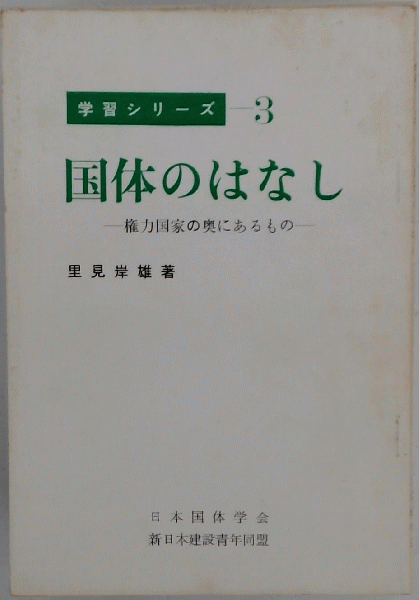 学習シリーズ―3
国体のはなし
―権力国家の奥にあるもの―
里見岸雄著
日本国体学会
新日本建設青年同盟